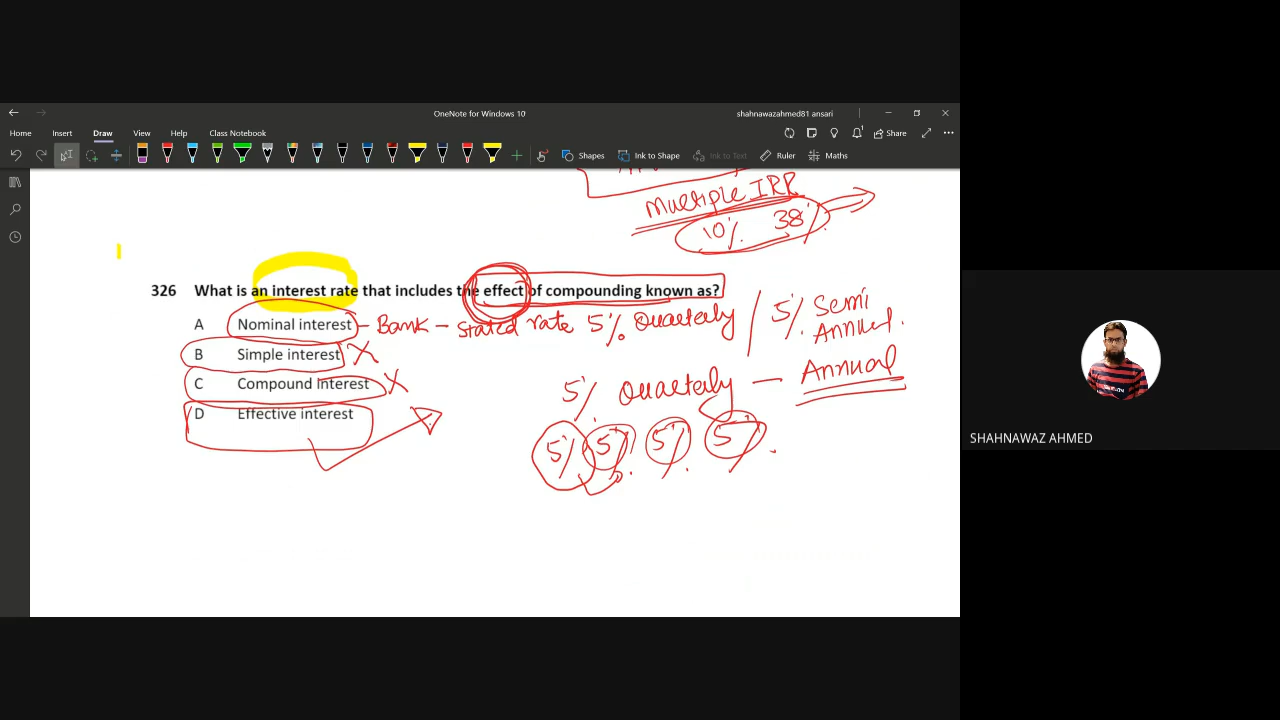 OneNote for Windows 10
shahnawazahmed81 ansari
Home Insert Draw View Help Class Notebook
Share
Shapes Ink to Shape Ink to Text Ruler Maths
Multiple IRR
10% 38%
326 What is an interest rate that includes the effect of compounding known as?
A Nominal interest - Bank - Stated rate 5% Quarterly / 5% Semi Annual.
B Simple interest X
C Compound interest X
D Effective interest
5% Quarterly — Annual
5% 5% 5% 5%
SHAHNAWAZ AHMED